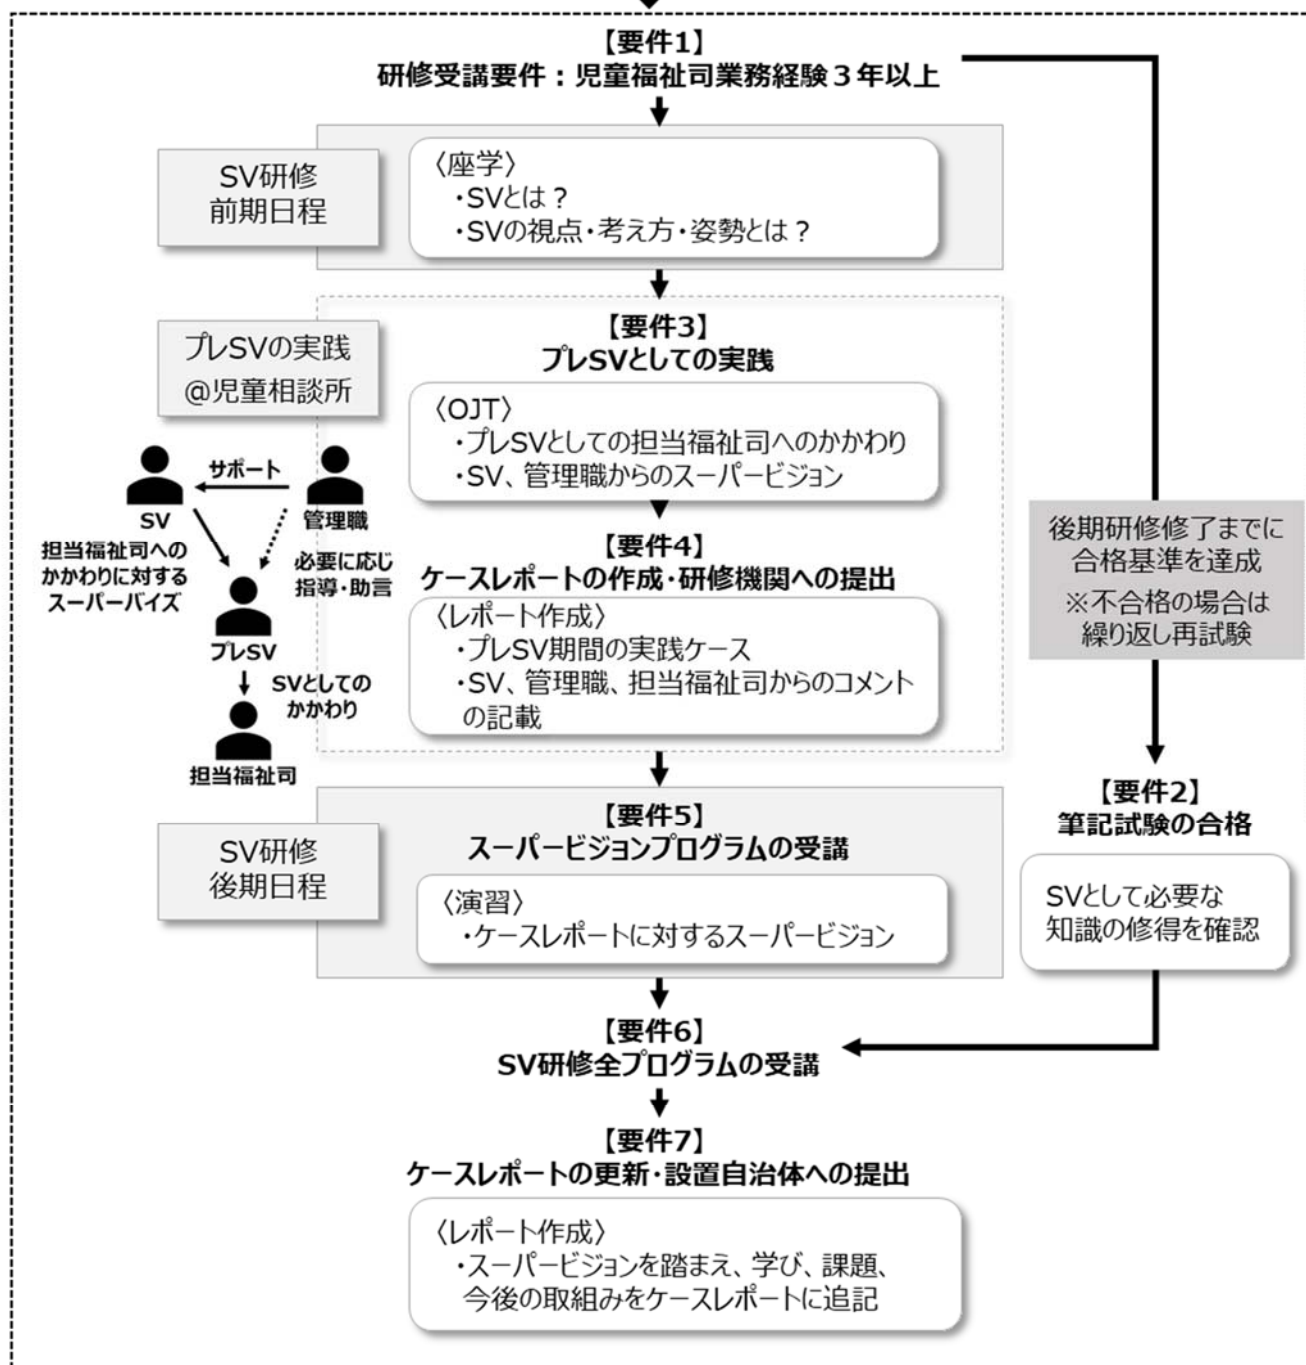 【要件1】
研修受講要件：児童福祉司業務経験３年以上
SV研修
前期日程
〈座学〉
・SVとは？
・SVの視点・考え方・姿勢とは？
プレSVの実践
@児童相談所
【要件3】
プレSVとしての実践
〈OJT〉
・プレSVとしての担当福祉司へのかかわり
・SV、管理職からのスーパービジョン
サポート
SV
管理職
担当福祉司への
かかわりに対する
スーパーバイズ
必要に応じ
指導・助言
プレSV
SVとしての
かかわり
担当福祉司
【要件4】
ケースレポートの作成・研修機関への提出
〈レポート作成〉
・プレSV期間の実践ケース
・SV、管理職、担当福祉司からのコメント
の記載
後期研修修了までに
合格基準を達成
※不合格の場合は
繰り返し再試験
【要件2】
筆記試験の合格
SVとして必要な
知識の修得を確認
SV研修
後期日程
【要件5】
スーパービジョンプログラムの受講
〈演習〉
・ケースレポートに対するスーパービジョン
【要件6】
SV研修全プログラムの受講
【要件7】
ケースレポートの更新・設置自治体への提出
〈レポート作成〉
・スーパービジョンを踏まえ、学び、課題、
今後の取組みをケースレポートに追記